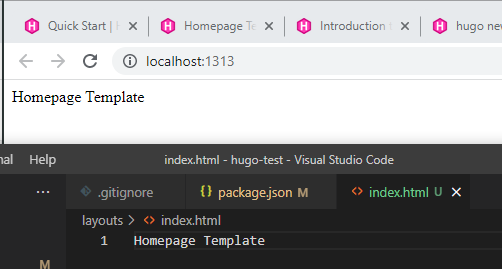 Quick Start |
Homepage Te
Introduction
hugo nev
localhost:1313
Homepage Template
nal Help
index.html - hugo-test - Visual Studio Code
.gitignore
package.json M
index.html U
layouts > index.html
M
1 Homepage Template